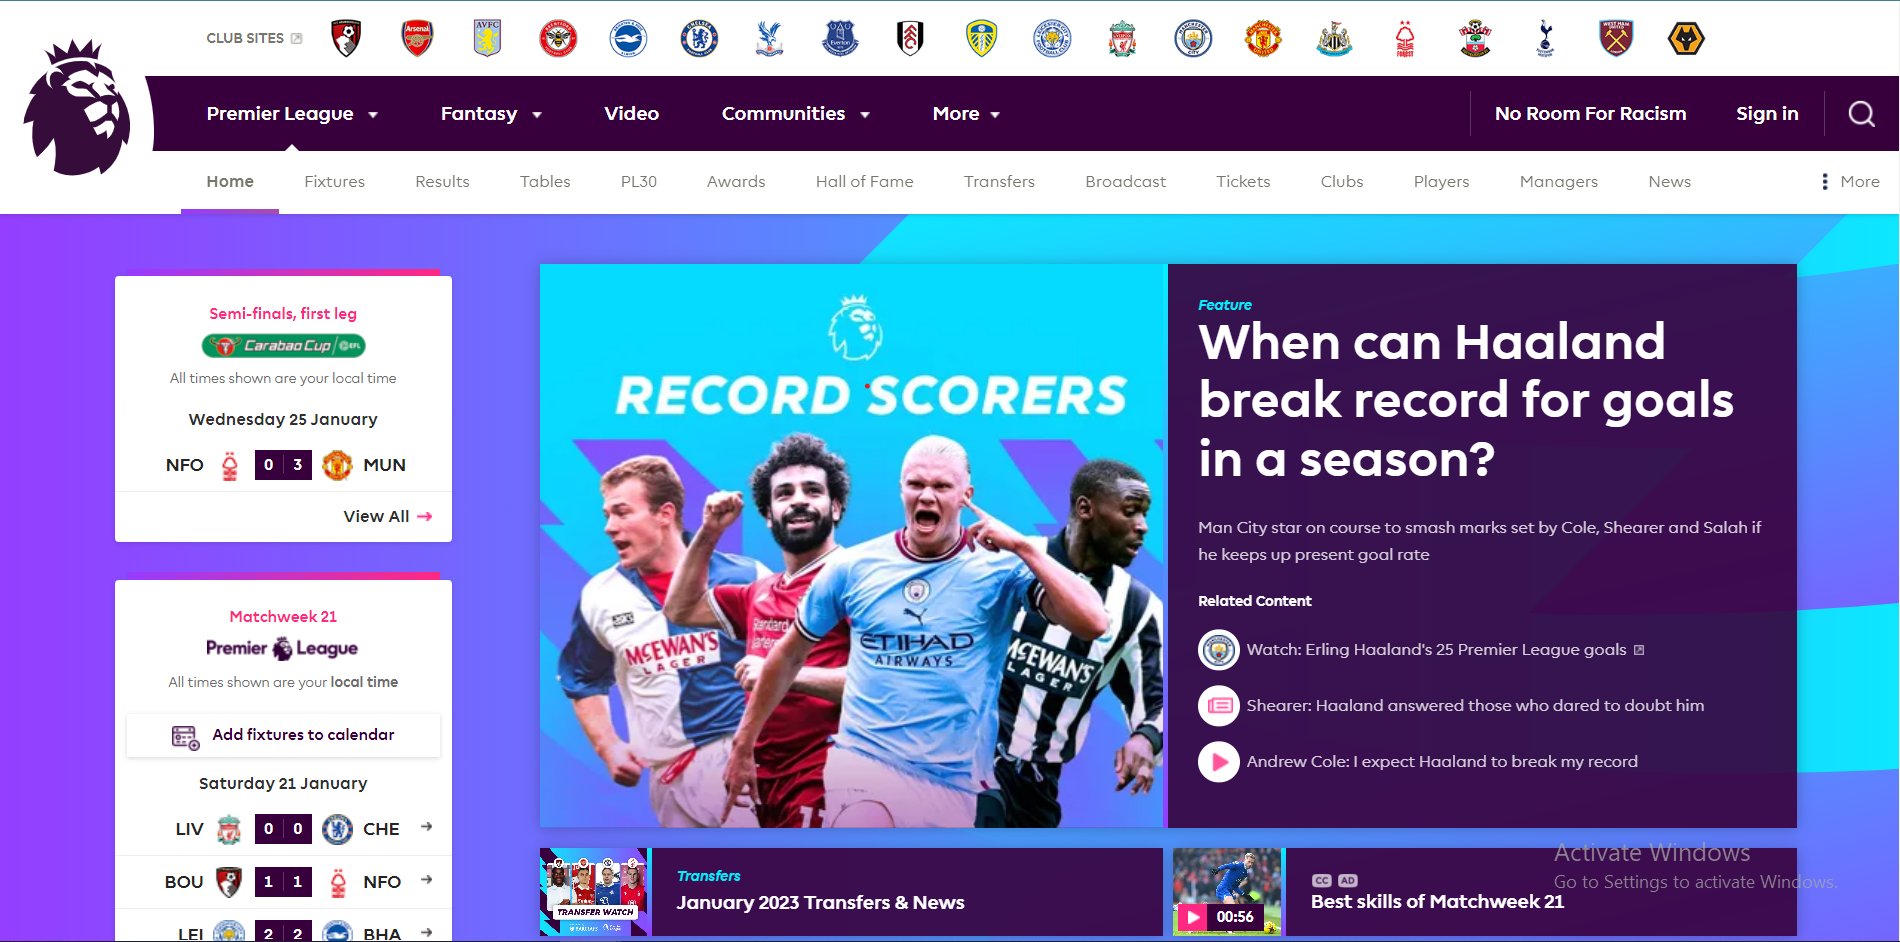 CLUB SITES
Premier League
Fantasy
Video
Communities
More
No Room For Racism
Sign in
Home
Fixtures
Results
Tables
PL30
Awards
Hall of Fame
Transfers
Broadcast
Tickets
Clubs
Players
Managers
News
More
Semi-finals, first leg
Carabao Cup EFL
All times shown are your local time
Wednesday 25 January
NFO 0 3 MUN
View All
Matchweek 21
Premier League
All times shown are your local time
Add fixtures to calendar
Saturday 21 January
LIV 0 0 CHE
BOU 1 1 NFO
LEI 2 2 BHA
RECORD SCORERS
McEWAN'S
LAGER
Standard
ETIHAD
AIRWAYS
McEWAN'S
LAGER
Feature
When can Haaland
break record for goals
in a season?
Man City star on course to smash marks set by Cole, Shearer and Salah if
he keeps up present goal rate
Related Content
Watch: Erling Haaland's 25 Premier League goals
Shearer: Haaland answered those who dared to doubt him
Andrew Cole: I expect Haaland to break my record
TRANSFER WATCH
Transfers
January 2023 Transfers & News
00:56
CC AD
Best skills of Matchweek 21
Activate Windows
Go to Settings to activate Windows.